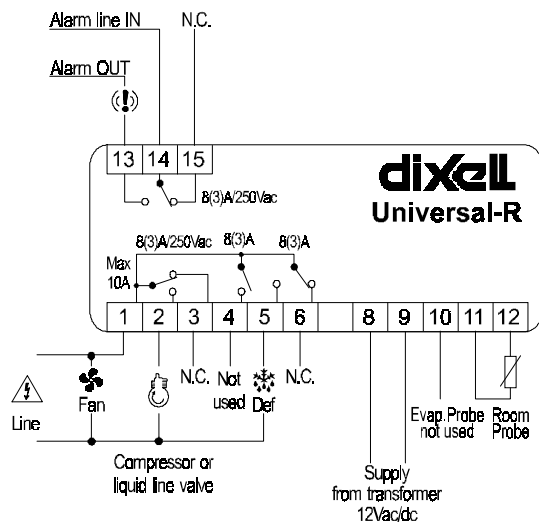 Alarm line IN
N.C.
Alarm OUT
13 14 15
8(3)A/250Vac
dixell
Universal-R
8(3)A/250Vac 8(3)A 8(3)A
Max
10A
1 2 3 4 5 6 8 9 10 11 12
N.C. Not
used Def N.C.
Line
Fan
Evap.Probe
not used
Room
Probe
Compressor or
liquid line valve
Supply
from transformer
12Vac/dc